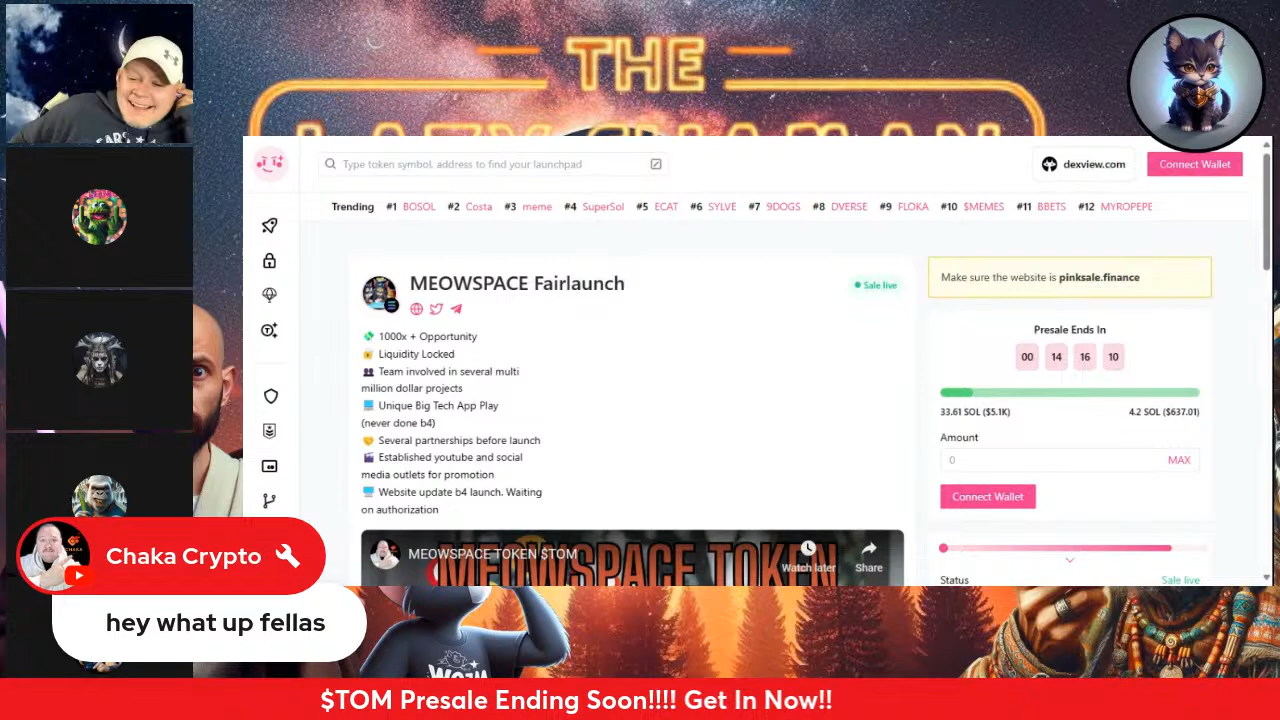 THE
LAZY SHAMAN
Type token symbol, address to find your launchpad
dexview.com
Connect Wallet
Trending #1 BOSOL #2 Costa #3 meme #4 SuperSol #5 ECAT #6 SYLVE #7 9DOGS #8 DVERSE #9 FLOKA #10 $MEMES #11 BBETS #12 MYROPEPE
MEOWSPACE Fairlaunch
Sale live
1000x + Opportunity
Liquidity Locked
Team involved in several multi
million dollar projects
Unique Big Tech App Play
(never done b4)
Several partnerships before launch
Established youtube and social
media outlets for promotion
Website update b4 launch. Waiting
on authorization
MEOWSPACE TOKEN $TOM
MEOWSPACE TOKEN
Watch later
Share
Make sure the website is pinksale.finance
Presale Ends In
00 14 16 10
33.61 SOL ($5.1K) 4.2 SOL ($637.01)
Amount
0 MAX
Connect Wallet
Status Sale live
Chaka Crypto
hey what up fellas
$TOM Presale Ending Soon!!!! Get In Now!!